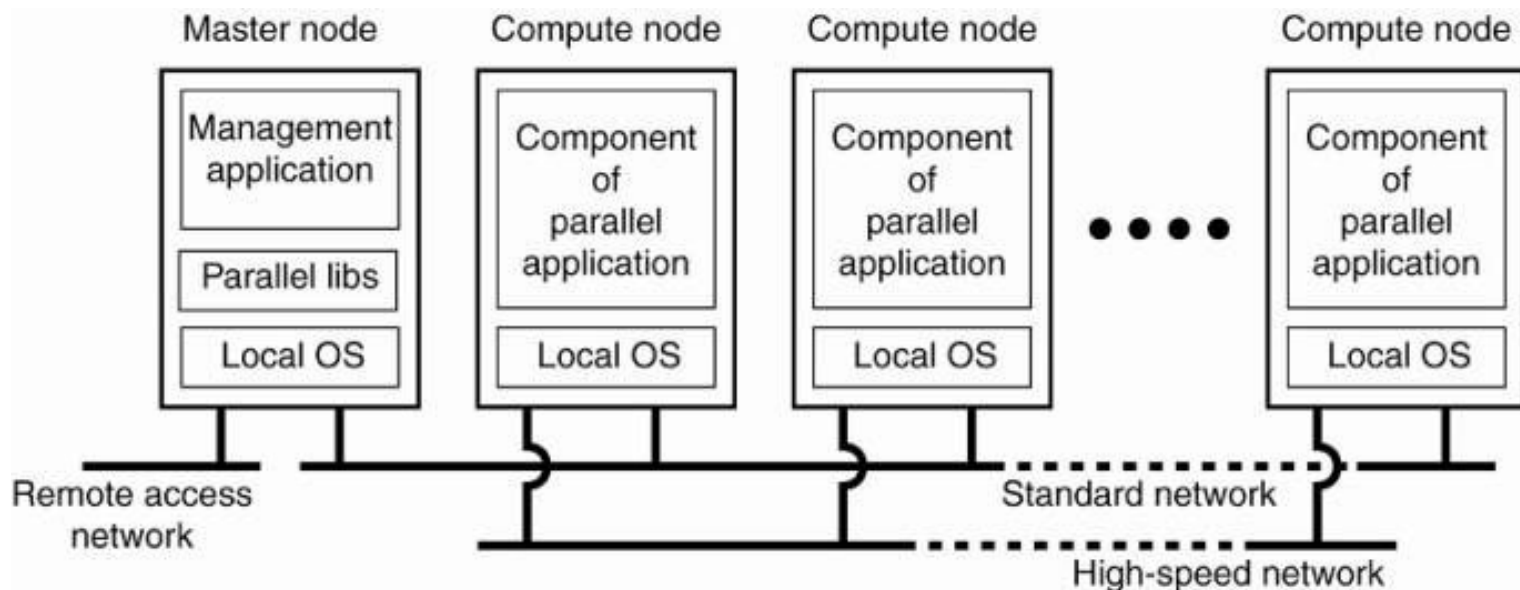 Master node
Compute node
Compute node
Compute node
Management
application
Parallel libs
Local OS
Component
of
parallel
application
Local OS
Component
of
parallel
application
Local OS
Component
of
parallel
application
Local OS
Remote access
network
Standard network
High-speed network